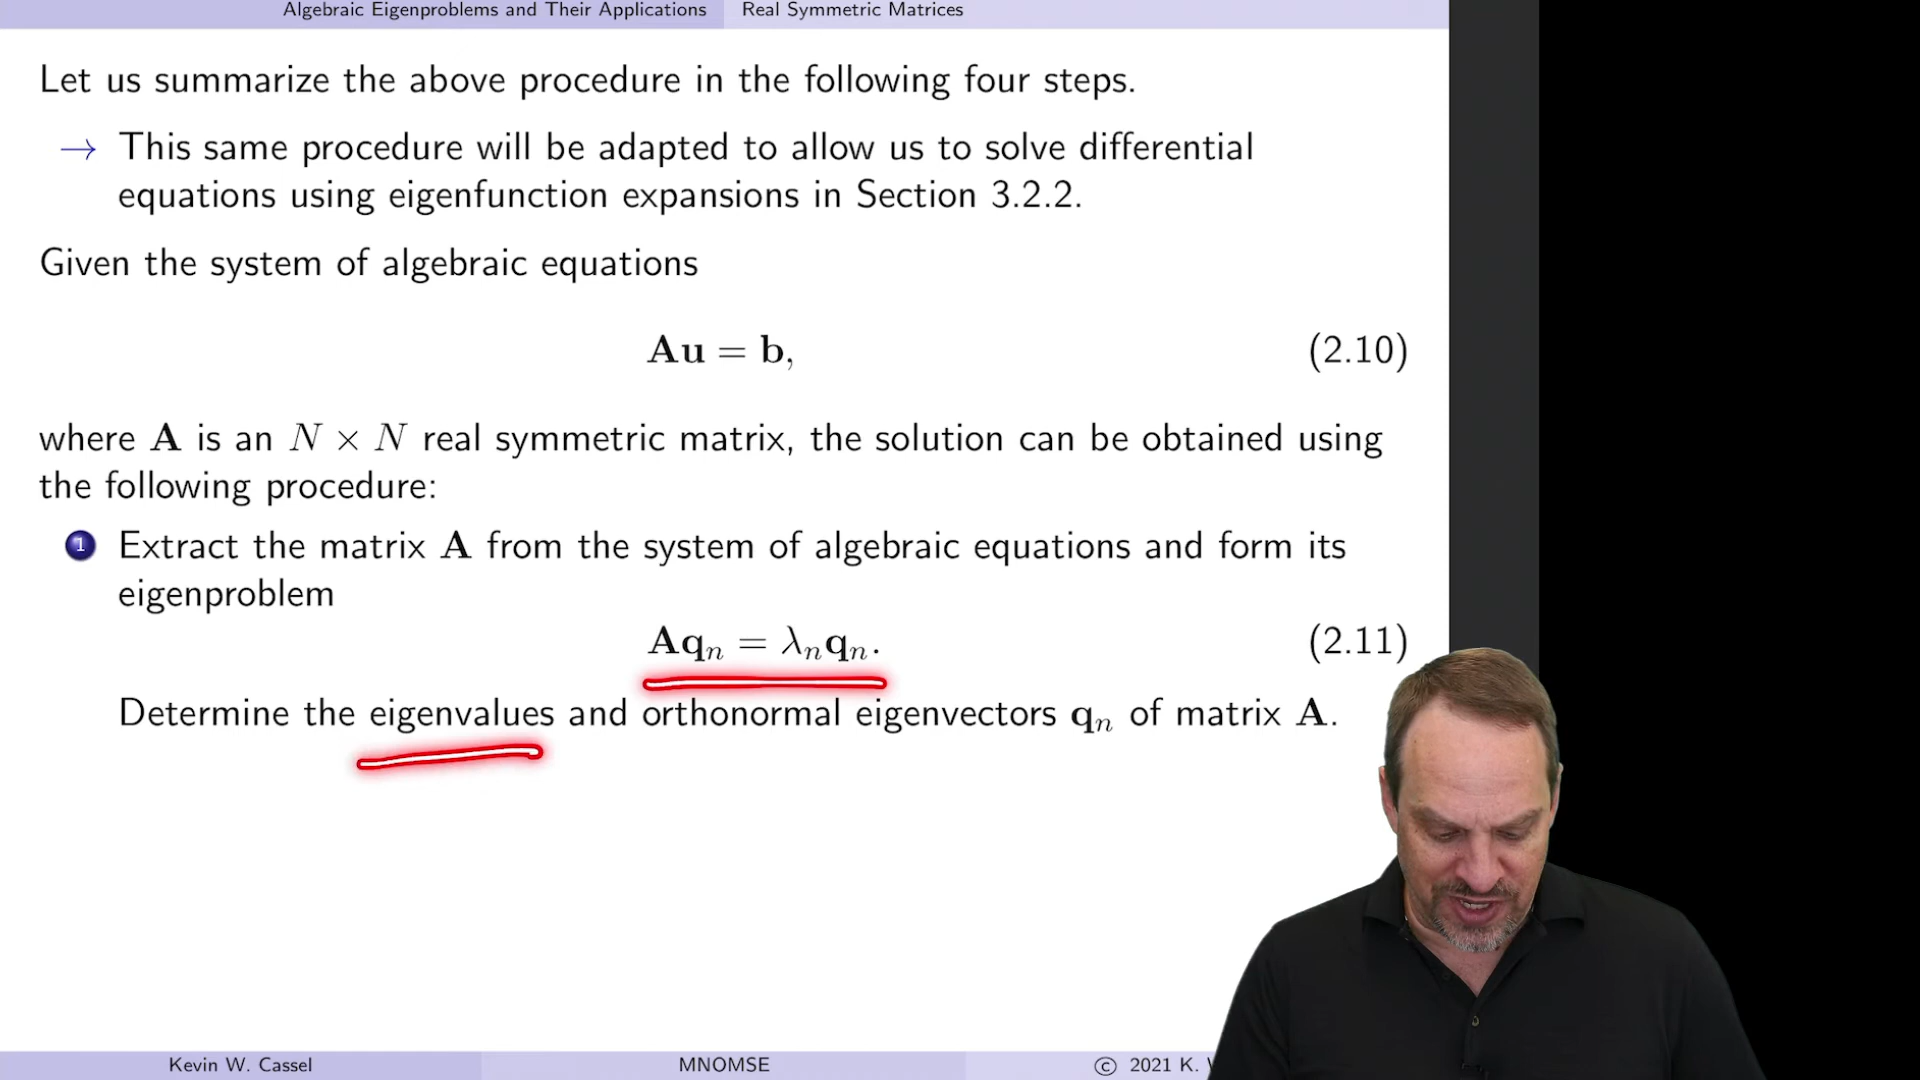 Algebraic Eigenproblems and Their Applications Real Symmetric Matrices
Let us summarize the above procedure in the following four steps.
→ This same procedure will be adapted to allow us to solve differential
equations using eigenfunction expansions in Section 3.2.2.
Given the system of algebraic equations
Au = b, (2.10)
where A is an N × N real symmetric matrix, the solution can be obtained using
the following procedure:
1 Extract the matrix A from the system of algebraic equations and form its
eigenproblem
Aqₙ = λₙqₙ. (2.11)
Determine the eigenvalues and orthonormal eigenvectors qₙ of matrix A.
Kevin W. Cassel MNOMSE © 2021 K.